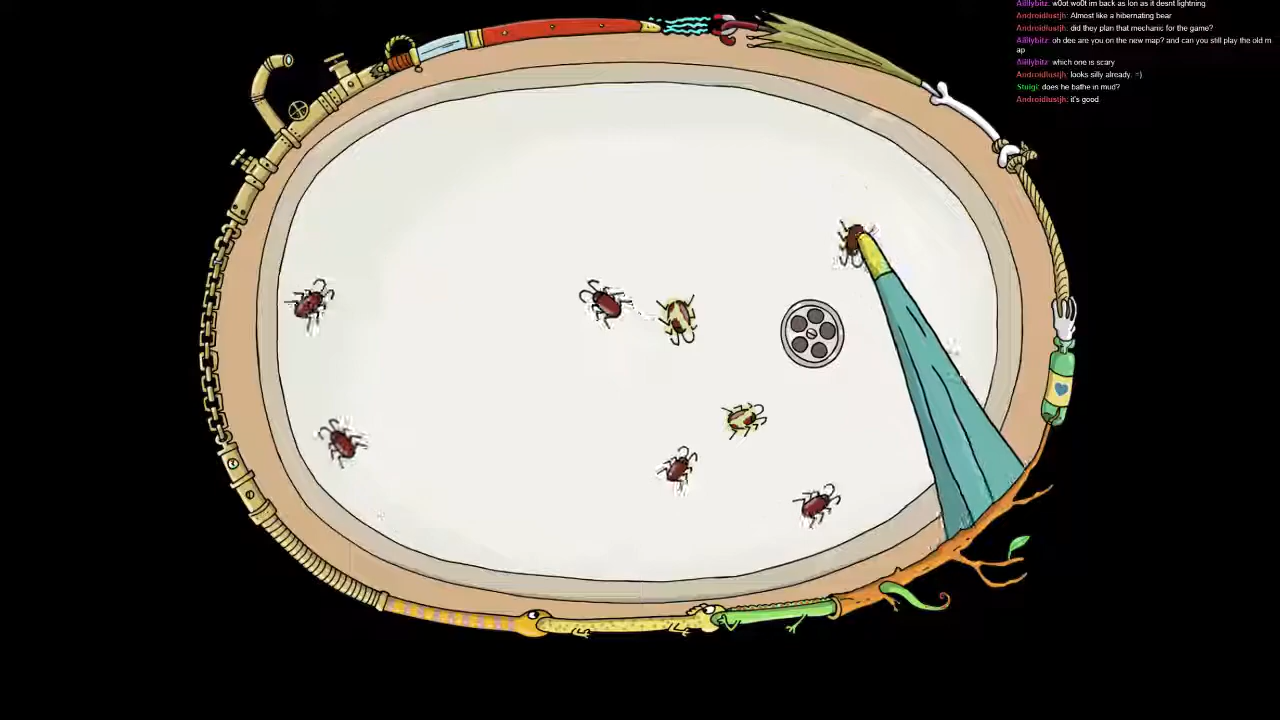 Aillybitz: w0ot wo0t im back as lon as it desnt lightning
Androidlustjh: Almost like a hibernating bear
Androidlustjh: did they plan that mechanic for the game?
Aillybitz: oh dee are you on the new map? and can you still play the old m
ap
Aillybitz: which one is scary
Androidlustjh: looks silly already. =)
Stuigi: does he bathe in mud?
Androidlustjh: it's good